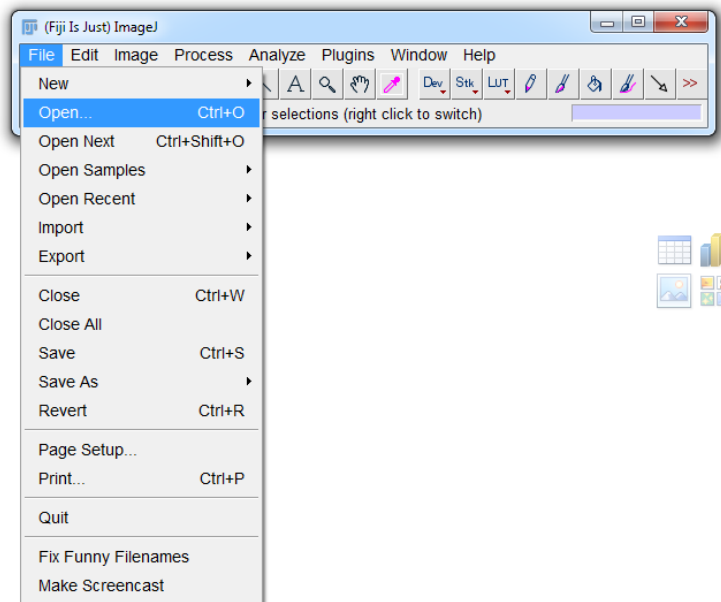 (Fiji Is Just) ImageJ
File Edit Image Process Analyze Plugins Window Help
A Dev Stk LUT >>
r selections (right click to switch)
New
Open... Ctrl+O
Open Next Ctrl+Shift+O
Open Samples
Open Recent
Import
Export
Close Ctrl+W
Close All
Save Ctrl+S
Save As
Revert Ctrl+R
Page Setup...
Print... Ctrl+P
Quit
Fix Funny Filenames
Make Screencast